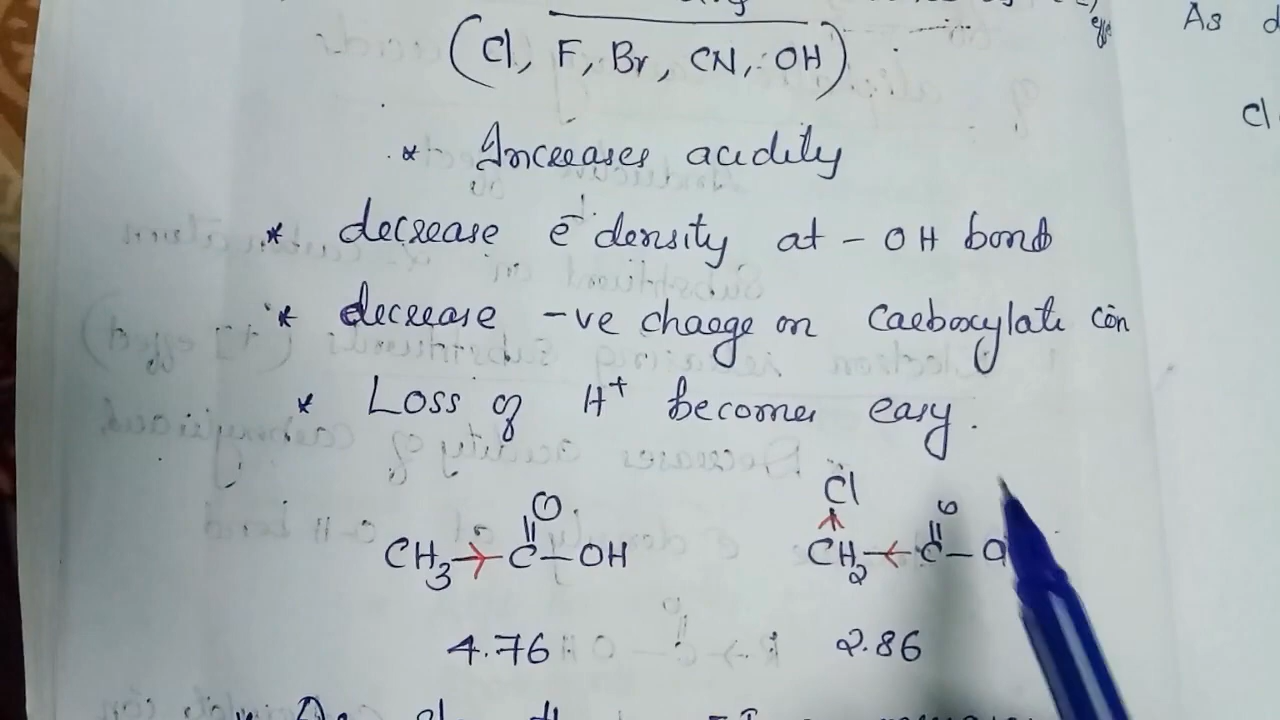 (Cl, F, Br, CN, OH)
As
Cl
* Increases acidity
* decrease e⁻ density at - OH bond
* decrease -ve charge on carboxylate ion
* Loss of H⁺ becomes easy.
Cl
O O
CH₃ C - OH CH₂ C -
4.76 2.86